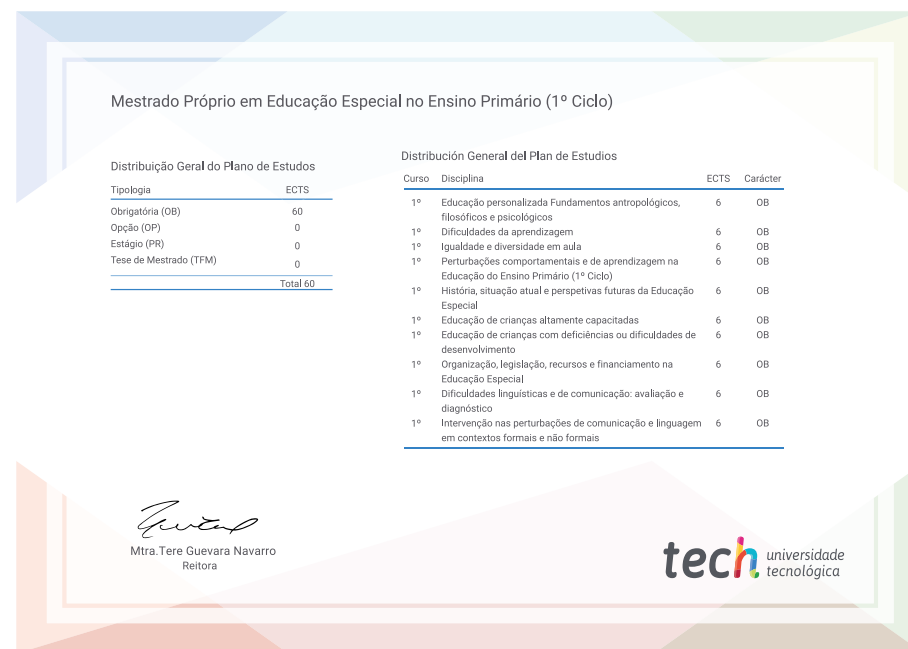 Mestrado Próprio em Educação Especial no Ensino Primário (1º Ciclo)
Distribuição Geral do Plano de Estudos
Tipologia ECTS
Obrigatória (OB) 60
Opção (OP) 0
Estágio (PR) 0
Tese de Mestrado (TFM) 0
Total 60
Distribución General del Plan de Estudios
Curso Disciplina ECTS Carácter
1º Educação personalizada Fundamentos antropológicos, 6 OB
filosóficos e psicológicos
1º Dificuldades da aprendizagem 6 OB
1º Igualdade e diversidade em aula 6 OB
1º Perturbações comportamentais e de aprendizagem na 6 OB
Educação do Ensino Primário (1º Ciclo)
1º História, situação atual e perspetivas futuras da Educação 6 OB
Especial
1º Educação de crianças altamente capacitadas 6 OB
1º Educação de crianças com deficiências ou dificuldades de 6 OB
desenvolvimento
1º Organização, legislação, recursos e financiamento na 6 OB
Educação Especial
1º Dificuldades linguísticas e de comunicação: avaliação e 6 OB
diagnóstico
1º Intervenção nas perturbações de comunicação e linguagem 6 OB
em contextos formais e não formais
Mtra.Tere Guevara Navarro
Reitora
tech universidade
tecnológica